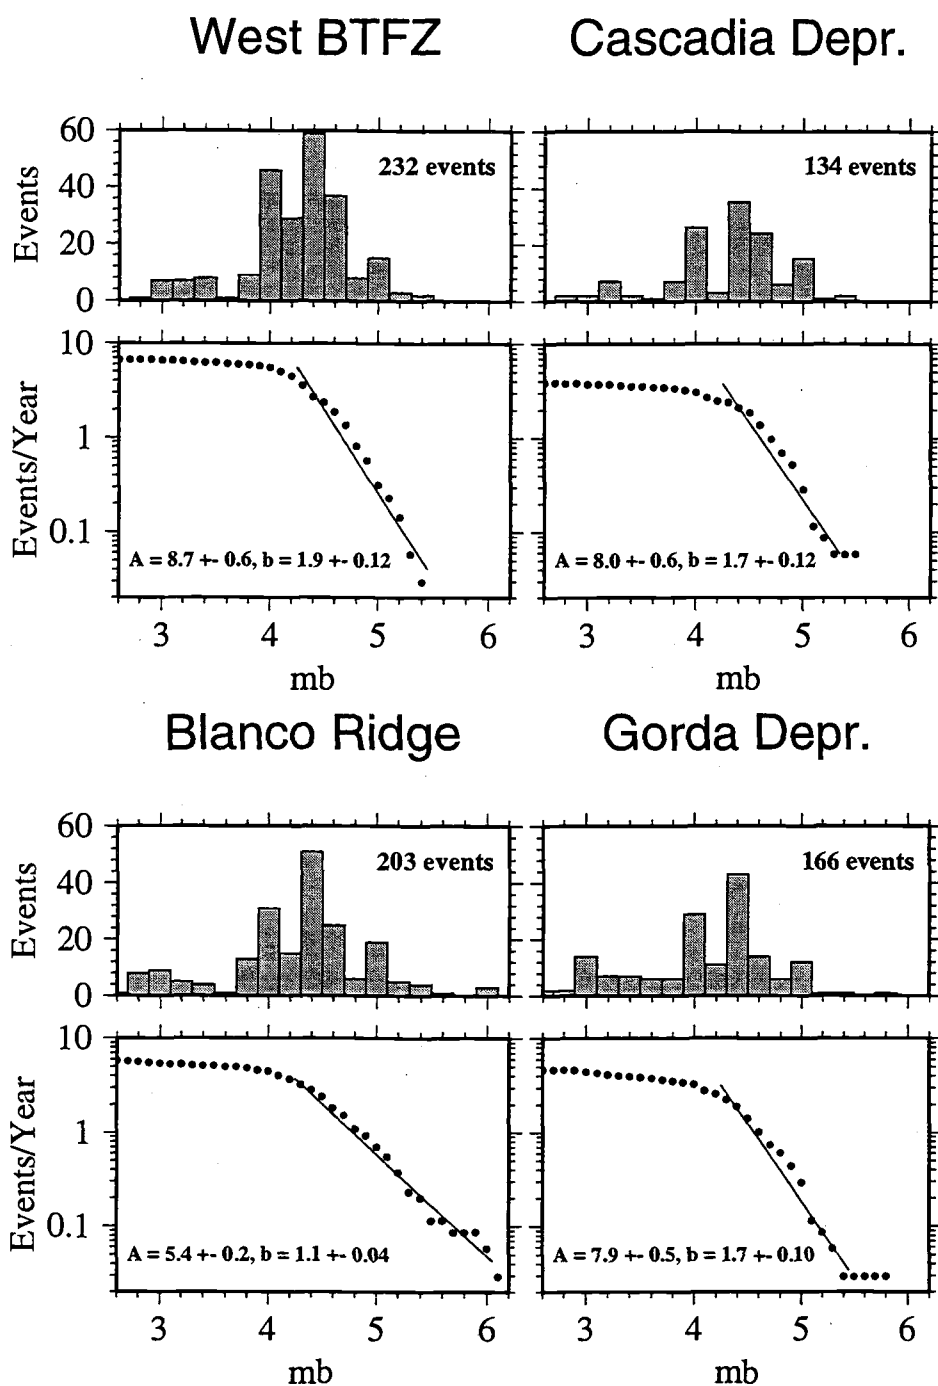 West BTFZ
Cascadia Depr.
Events
60
40
20
0
232 events
134 events
Events/Year
10
1
0.1
A = 8.7 +- 0.6, b = 1.9 +- 0.12
A = 8.0 +- 0.6, b = 1.7 +- 0.12
3 4 5 6
3 4 5 6
mb
mb
Blanco Ridge
Gorda Depr.
Events
60
40
20
0
203 events
166 events
Events/Year
10
1
0.1
A = 5.4 +- 0.2, b = 1.1 +- 0.04
A = 7.9 +- 0.5, b = 1.7 +- 0.10
3 4 5 6
3 4 5 6
mb
mb